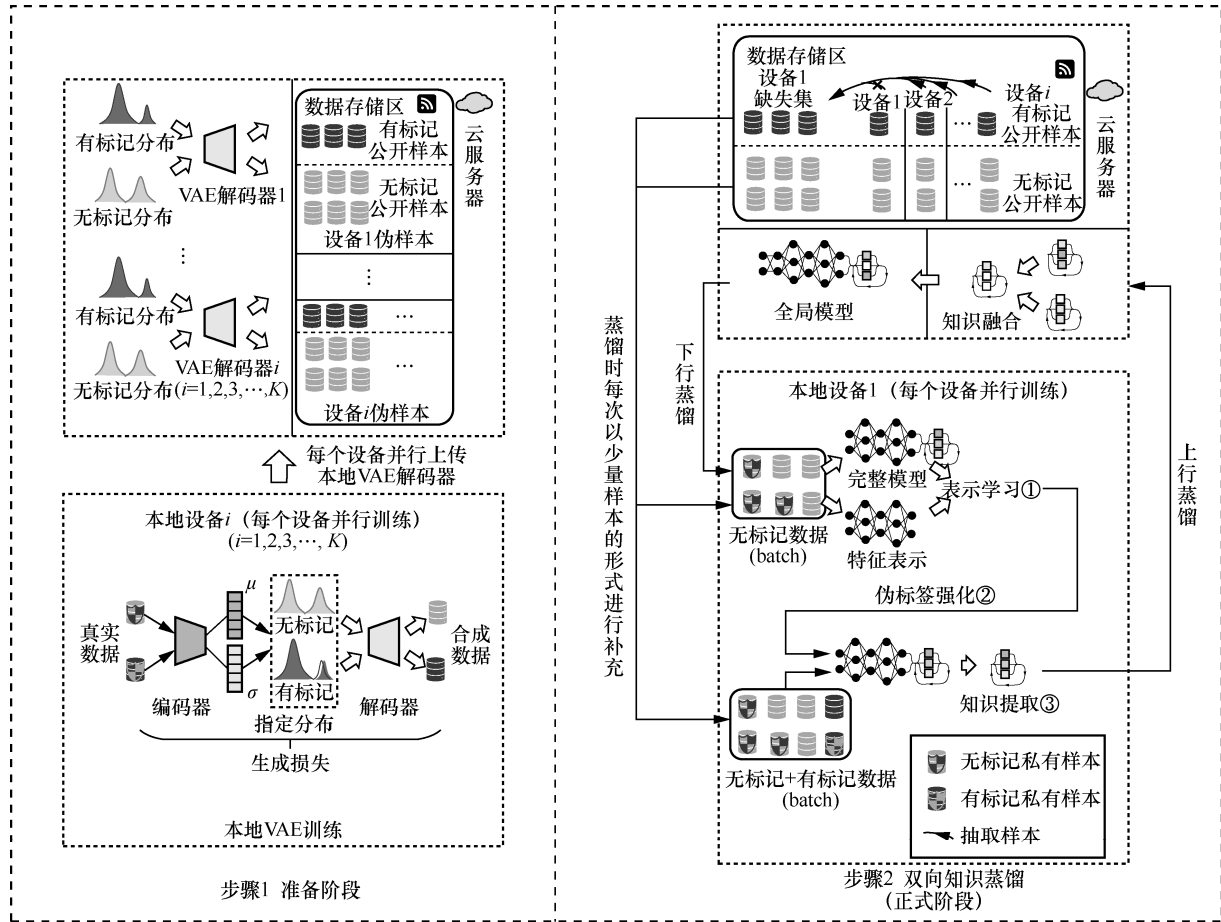 有标记分布
无标记分布
VAE解码器1
⋮
有标记分布
无标记分布
VAE解码器i
(i=1,2,3,⋯,K)
数据存储区
有标记
公开样本
无标记
公开样本
设备1伪样本
⋮
⋯
⋯
设备i伪样本
云服务器
每个设备并行上传
本地VAE解码器
本地设备i（每个设备并行训练）
(i=1,2,3,⋯, K)
真实
数据
编码器
μ
σ
无标记
有标记
指定分布
解码器
合成
数据
生成损失
本地VAE训练
步骤1 准备阶段
数据存储区
设备1
缺失集
设备1
设备2
设备i
有标记
公开样本
⋯
⋯
无标记
公开样本
云服务器
全局模型
知识融合
蒸馏时每次以少量样本的形式进行补充
下行蒸馏
上行蒸馏
本地设备1（每个设备并行训练）
完整模型
表示学习①
无标记数据
(batch)
特征表示
伪标签强化②
知识提取③
无标记+有标记数据
(batch)
无标记私有样本
有标记私有样本
抽取样本
步骤2 双向知识蒸馏
(正式阶段)